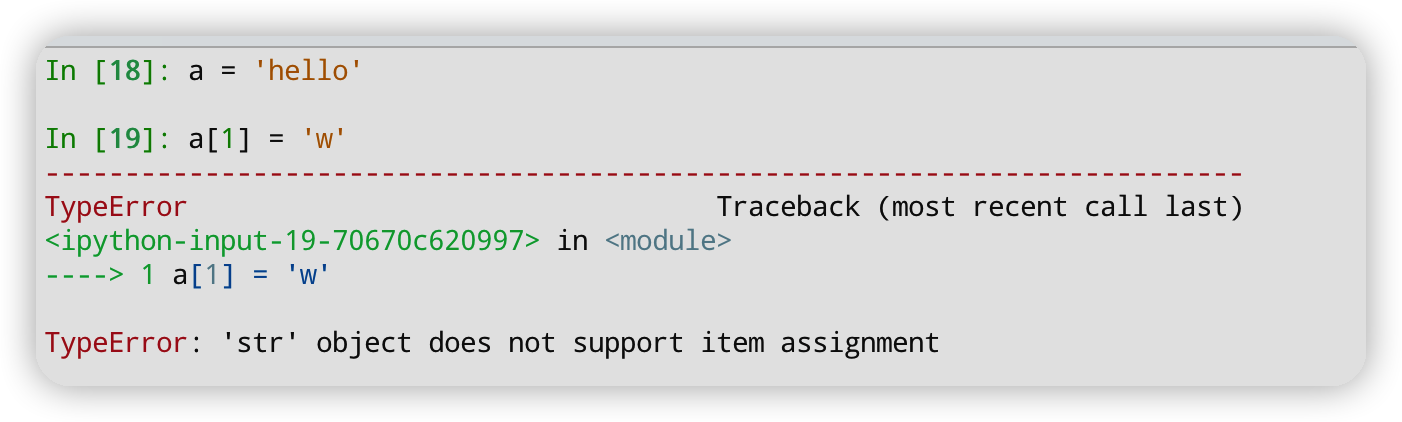 In [18]: a = 'hello'
In [19]: a[1] = 'w'
---------------------------------------------------------------------------
TypeError                                 Traceback (most recent call last)
<ipython-input-19-70670c620997> in <module>
----> 1 a[1] = 'w'
TypeError: 'str' object does not support item assignment